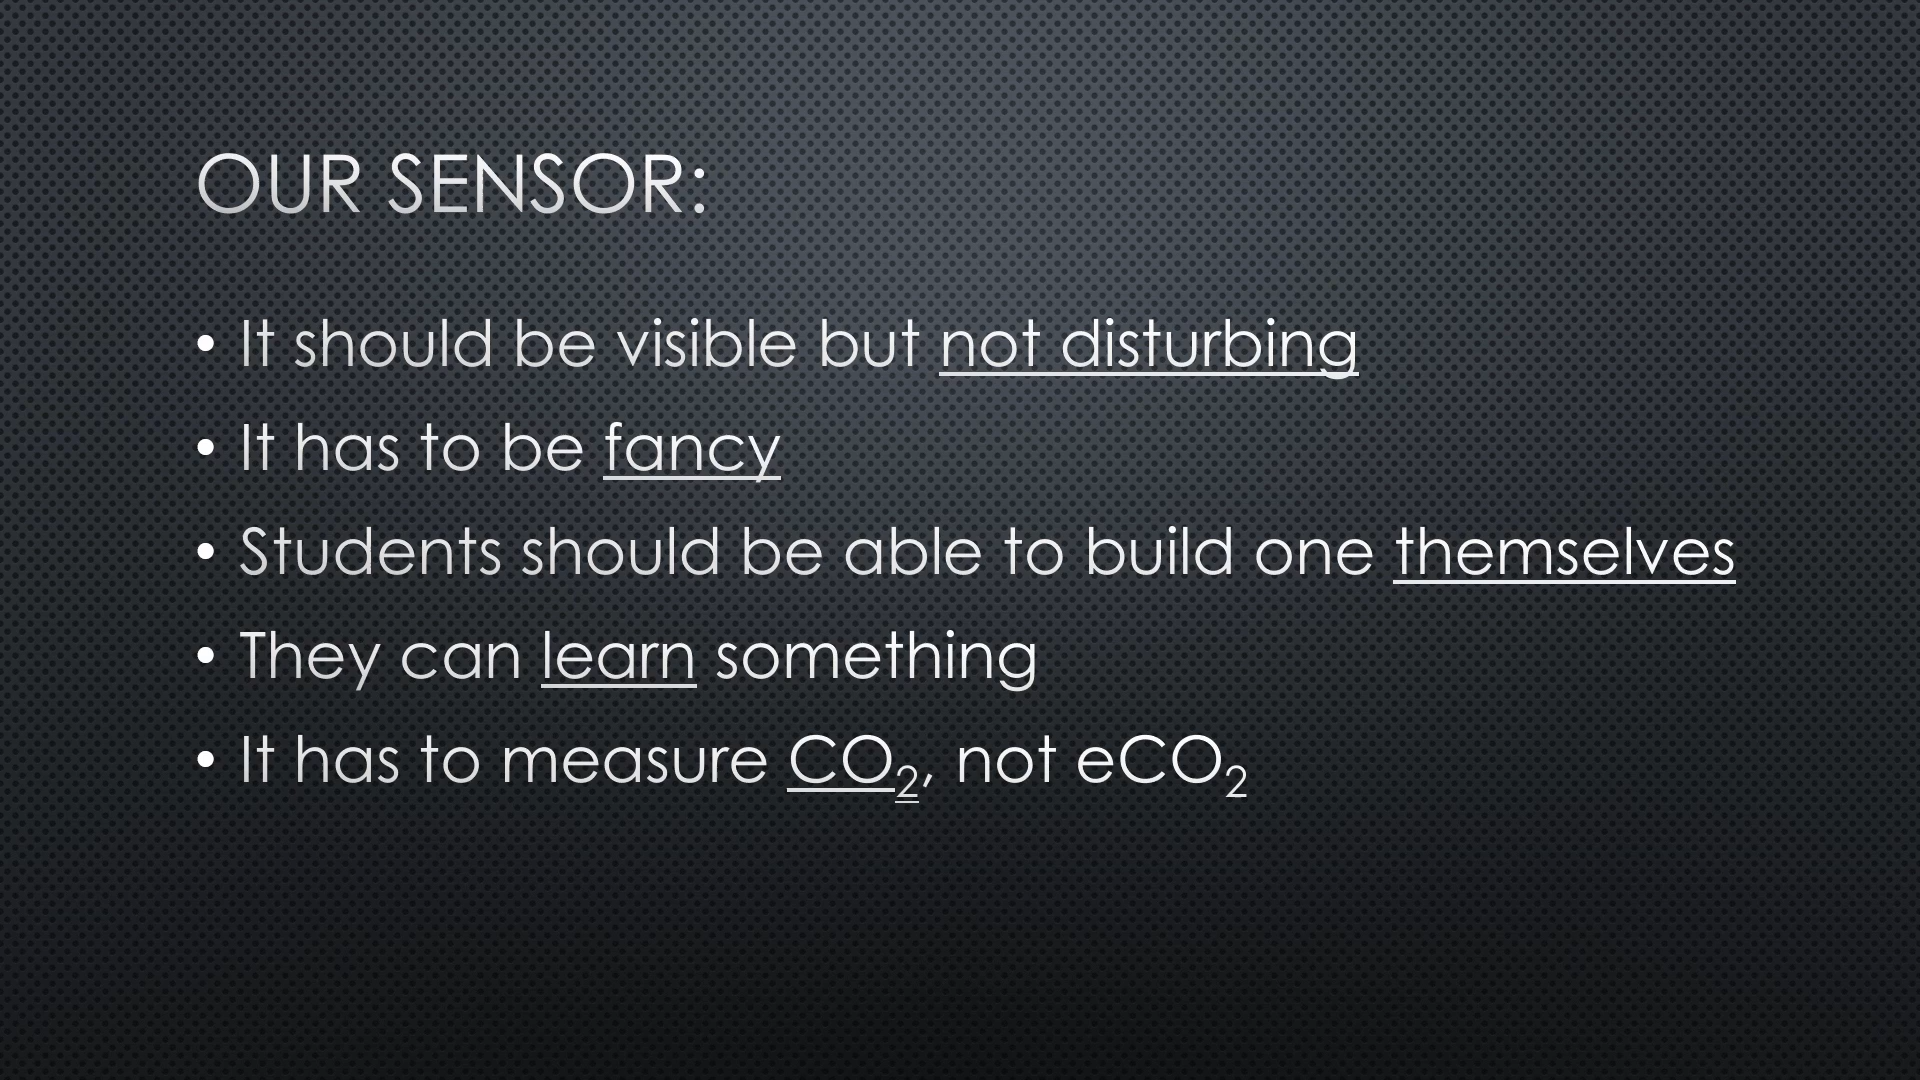 OUR SENSOR:
• It should be visible but not disturbing
• It has to be fancy
• Students should be able to build one themselves
• They can learn something
• It has to measure CO₂, not eCO₂